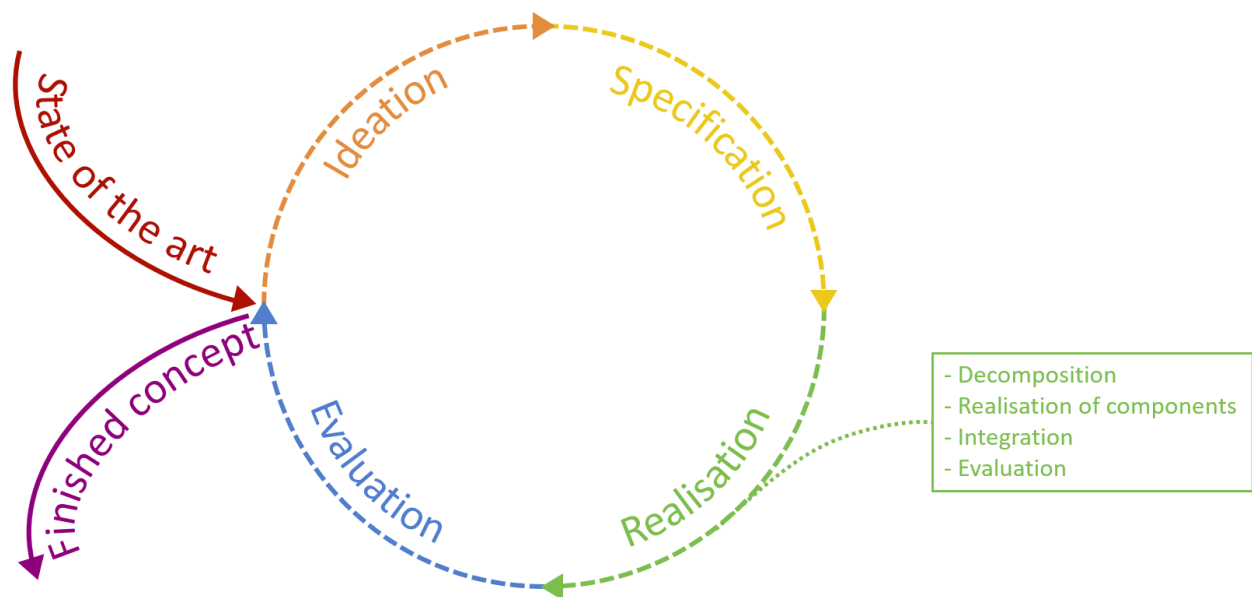 State of the art
Ideation
Specification
Realisation
- Decomposition
- Realisation of components
- Integration
- Evaluation
Evaluation
Finished concept